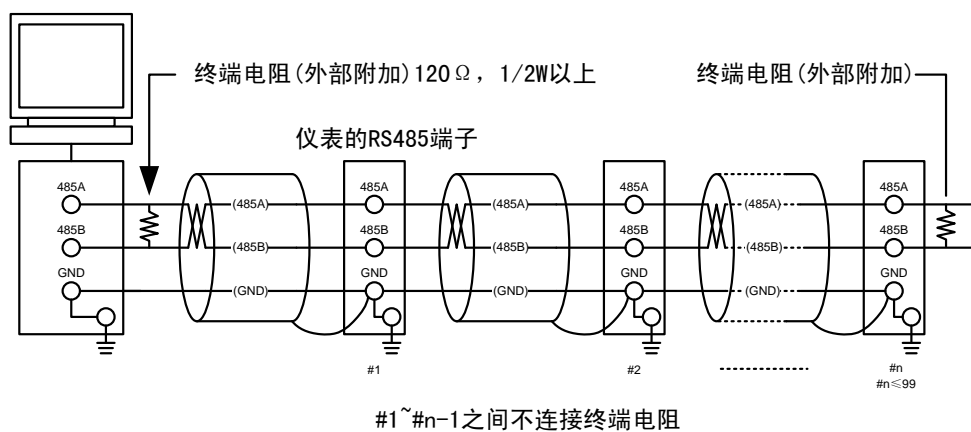 终端电阻(外部附加)120Ω，1/2W以上
终端电阻(外部附加)
仪表的RS485端子
485A
485B
GND
(485A)
(485B)
(GND)
485A
485B
GND
#1
(485A)
(485B)
(GND)
485A
485B
GND
#2
(485A)
(485B)
(GND)
485A
485B
GND
#n
#n≤99
#1~#n-1之间不连接终端电阻